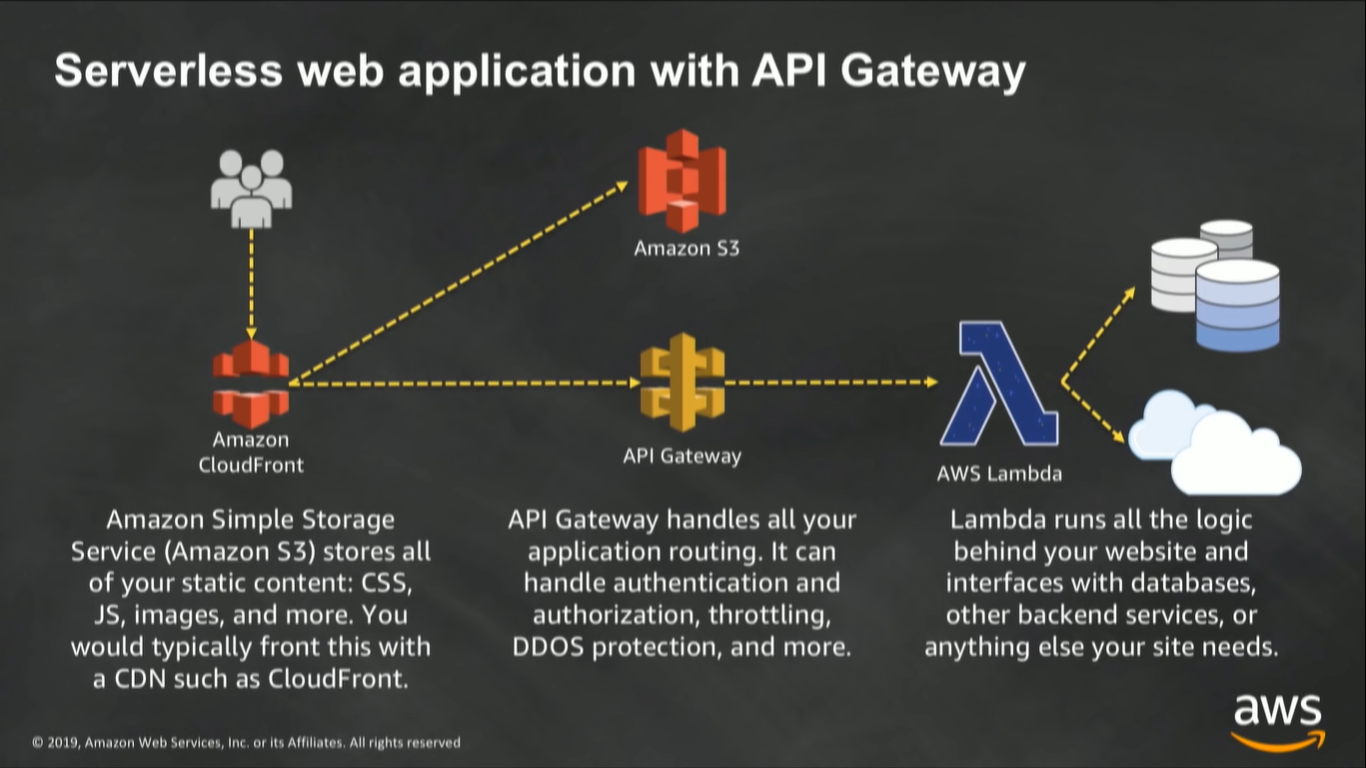 Serverless web application with API Gateway
Amazon S3
Amazon
CloudFront
API Gateway
AWS Lambda
Amazon Simple Storage
Service (Amazon S3) stores all
of your static content: CSS,
JS, images, and more. You
would typically front this with
a CDN such as CloudFront.
API Gateway handles all your
application routing. It can
handle authentication and
authorization, throttling,
DDOS protection, and more.
Lambda runs all the logic
behind your website and
interfaces with databases,
other backend services, or
anything else your site needs.
aws
© 2019, Amazon Web Services, Inc. or its Affiliates. All rights reserved